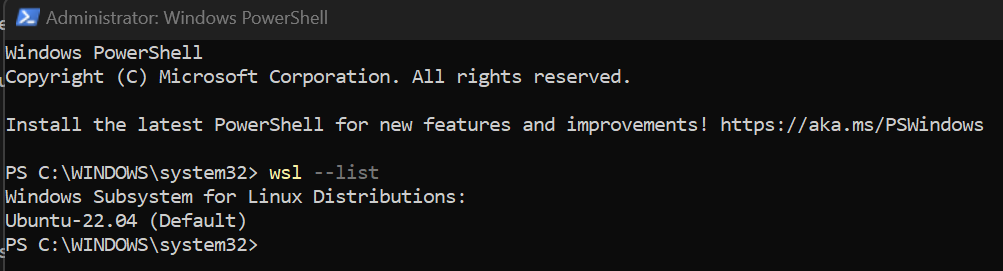 Administrator: Windows PowerShell
Windows PowerShell
Copyright (C) Microsoft Corporation. All rights reserved.
Install the latest PowerShell for new features and improvements! https://aka.ms/PSWindows
PS C:\WINDOWS\system32> wsl --list
Windows Subsystem for Linux Distributions:
Ubuntu-22.04 (Default)
PS C:\WINDOWS\system32>